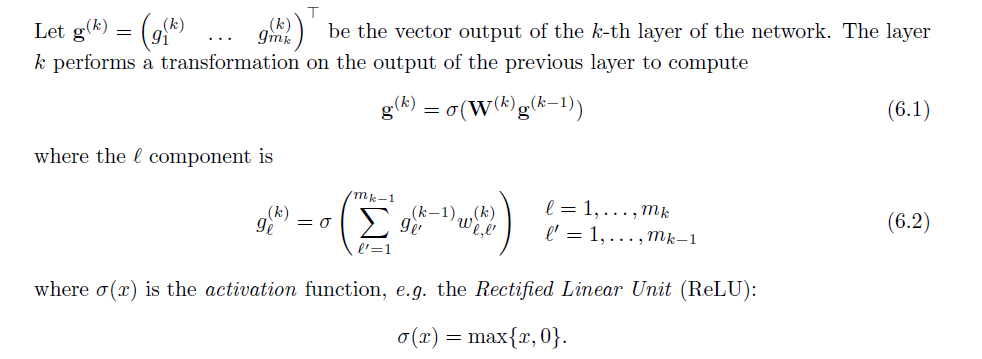 Let g^{(k)} = (g_1^{(k)} ... g_{m_k}^{(k)})^⊤ be the vector output of the k-th layer of the network. The layer
k performs a transformation on the output of the previous layer to compute
g^{(k)} = σ(W^{(k)}g^{(k−1)}) (6.1)
where the ℓ component is
g_ℓ^{(k)} = σ(∑_{ℓ′=1}^{m_{k−1}} g_{ℓ′}^{(k−1)} w_{ℓ,ℓ′}^{(k)}) ℓ = 1, . . . , m_k ℓ′ = 1, . . . , m_{k−1} (6.2)
where σ(x) is the activation function, e.g. the Rectified Linear Unit (ReLU):
σ(x) = max{x, 0}.